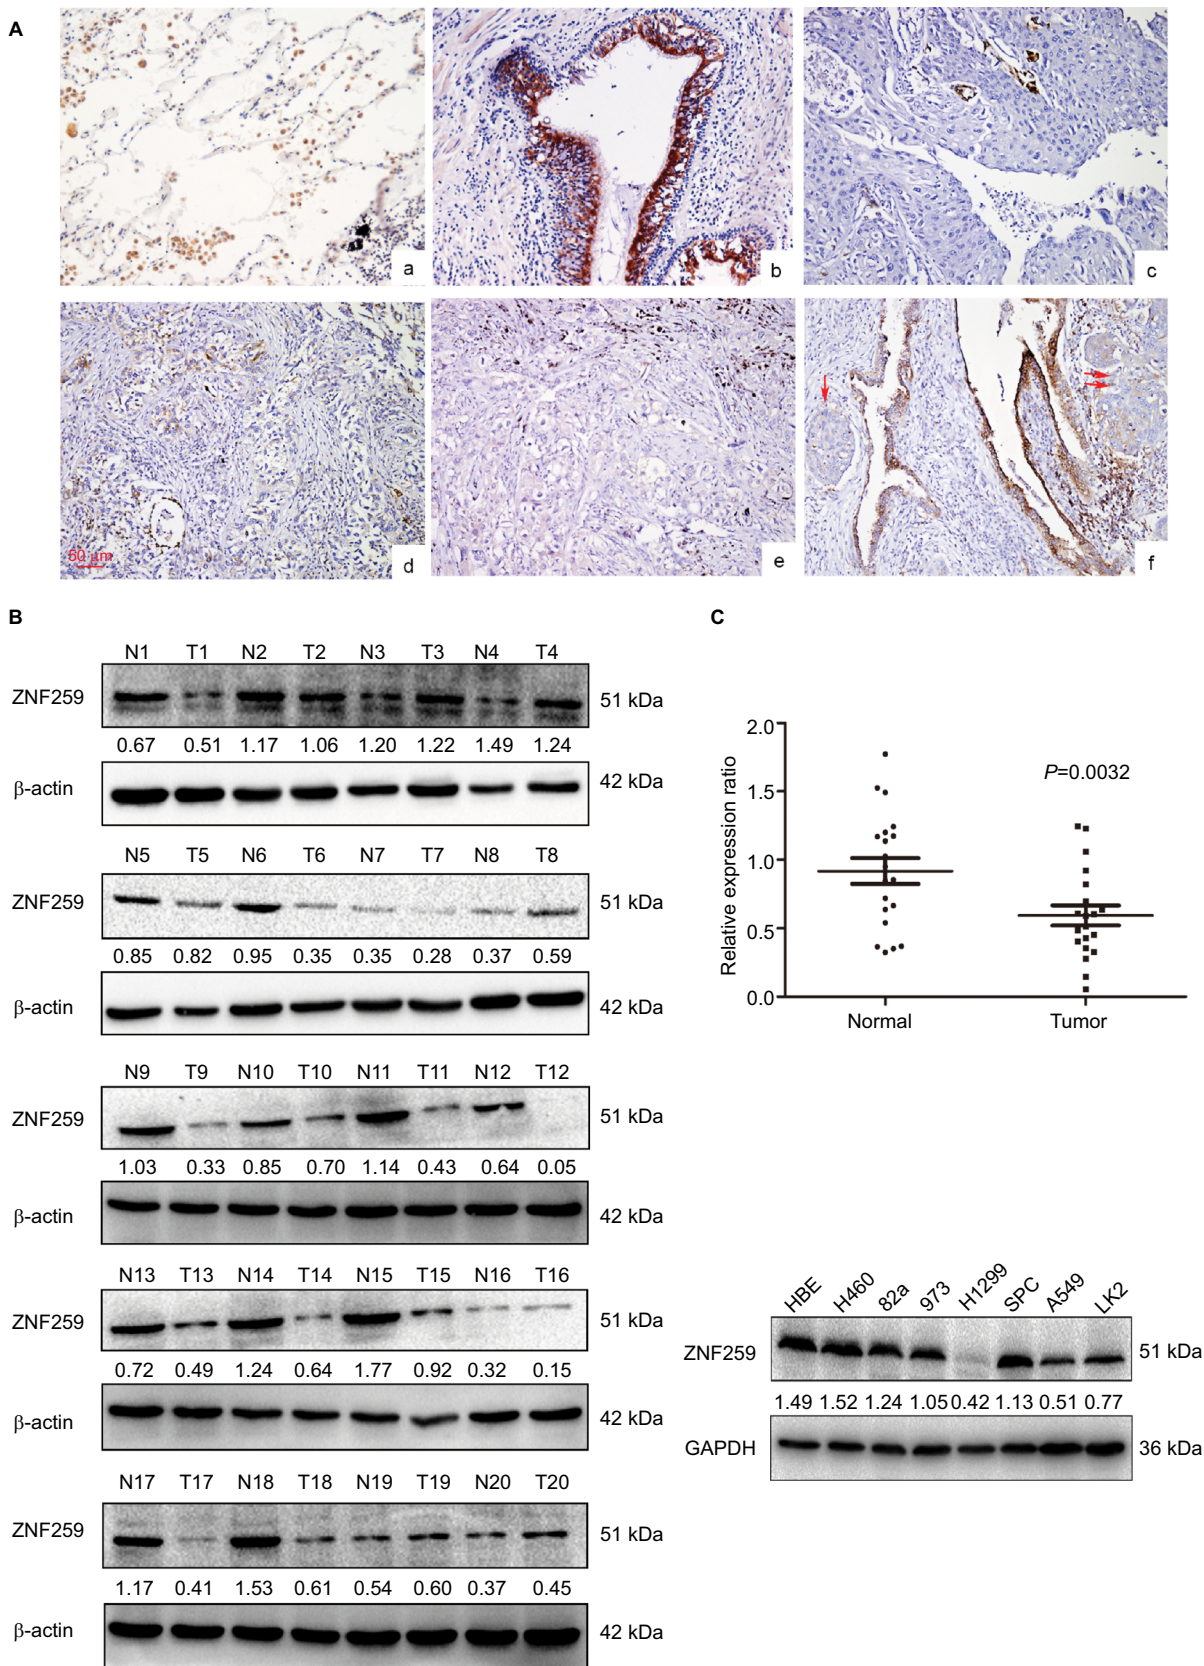 A
a
b
c
50 µm
d
e
f
B
N1 T1 N2 T2 N3 T3 N4 T4
ZNF259
51 kDa
0.67 0.51 1.17 1.06 1.20 1.22 1.49 1.24
β-actin
42 kDa
N5 T5 N6 T6 N7 T7 N8 T8
ZNF259
51 kDa
0.85 0.82 0.95 0.35 0.35 0.28 0.37 0.59
β-actin
42 kDa
N9 T9 N10 T10 N11 T11 N12 T12
ZNF259
51 kDa
1.03 0.33 0.85 0.70 1.14 0.43 0.64 0.05
β-actin
42 kDa
N13 T13 N14 T14 N15 T15 N16 T16
ZNF259
51 kDa
0.72 0.49 1.24 0.64 1.77 0.92 0.32 0.15
β-actin
42 kDa
N17 T17 N18 T18 N19 T19 N20 T20
ZNF259
51 kDa
1.17 0.41 1.53 0.61 0.54 0.60 0.37 0.45
β-actin
42 kDa
C
Relative expression ratio
2.0
1.5
1.0
0.5
0.0
P=0.0032
Normal Tumor
HBE H460 82a 973 H1299 SPC A549 LK2
ZNF259
51 kDa
1.49 1.52 1.24 1.05 0.42 1.13 0.51 0.77
GAPDH
36 kDa